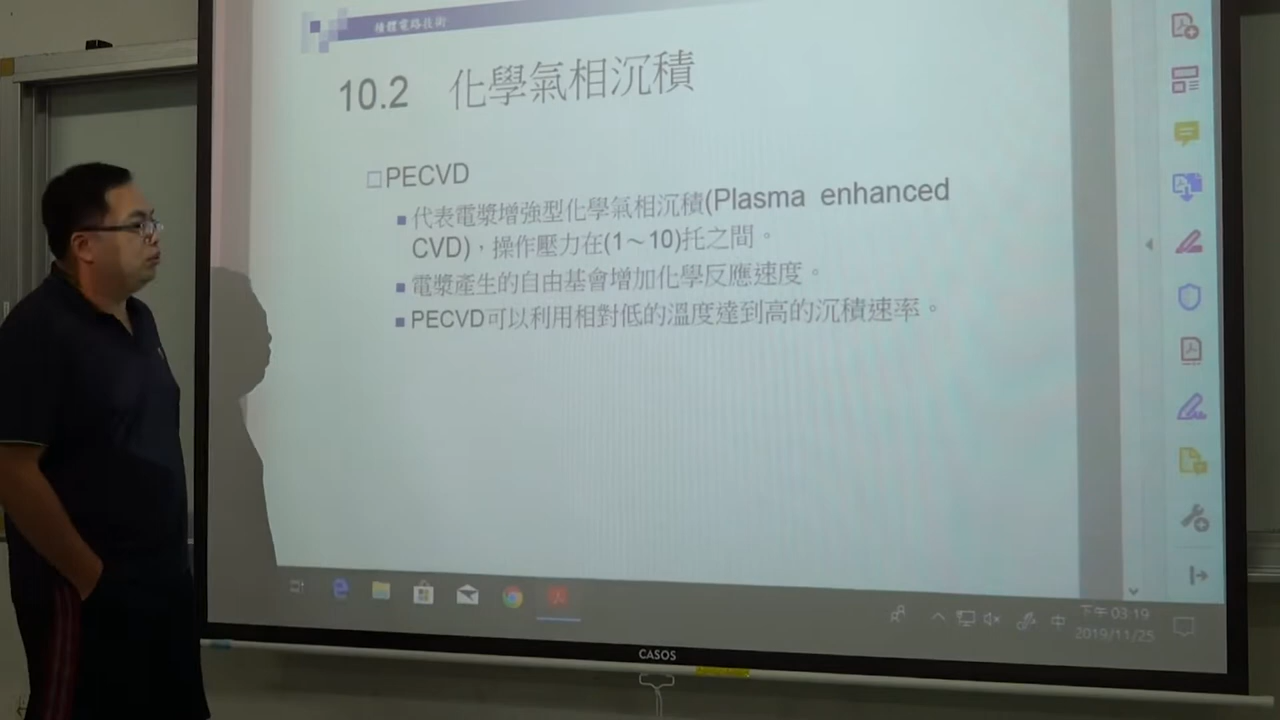 積體電路技術
10.2 化學氣相沉積
PECVD
代表電漿增強型化學氣相沉積(Plasma enhanced
CVD)，操作壓力在(1～10)托之間。
電漿產生的自由基會增加化學反應速度。
PECVD可以利用相對低的溫度達到高的沉積速率。
中
下午 03:19
2019/11/25
CASOS